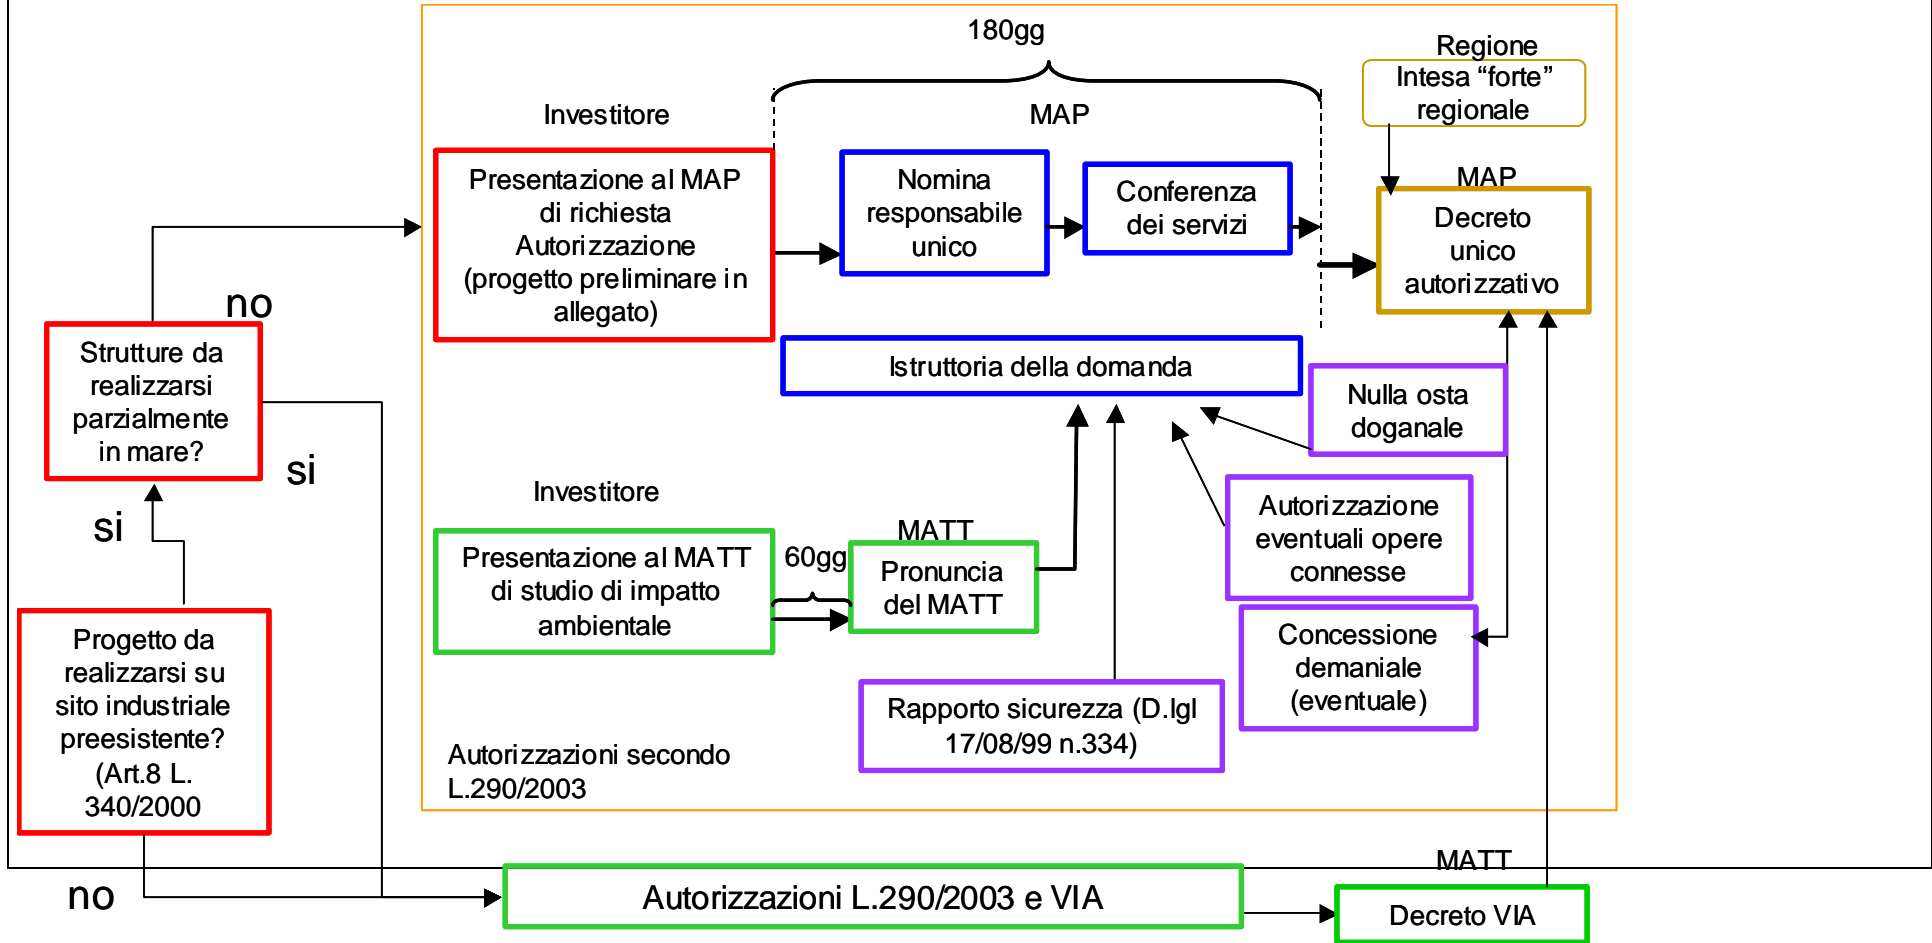 180gg
Regione
Intesa “forte”
regionale
Investitore
MAP
Presentazione al MAP
di richiesta
Autorizzazione
(progetto preliminare in
allegato)
Nomina
responsabile
unico
Conferenza
dei servizi
MAP
Decreto
unico
autorizzativo
no
Strutture da
realizzarsi
parzialmente
in mare?
si
Istruttoria della domanda
Nulla osta
doganale
Investitore
si
Presentazione al MATT
di studio di impatto
ambientale
60gg
MATT
Pronuncia
del MATT
Autorizzazione
eventuali opere
connesse
Concessione
demaniale
(eventuale)
Progetto da
realizzarsi su
sito industriale
preesistente?
(Art.8 L.
340/2000
Rapporto sicurezza (D.lgl
17/08/99 n.334)
Autorizzazioni secondo
L.290/2003
no
Autorizzazioni L.290/2003 e VIA
MATT
Decreto VIA